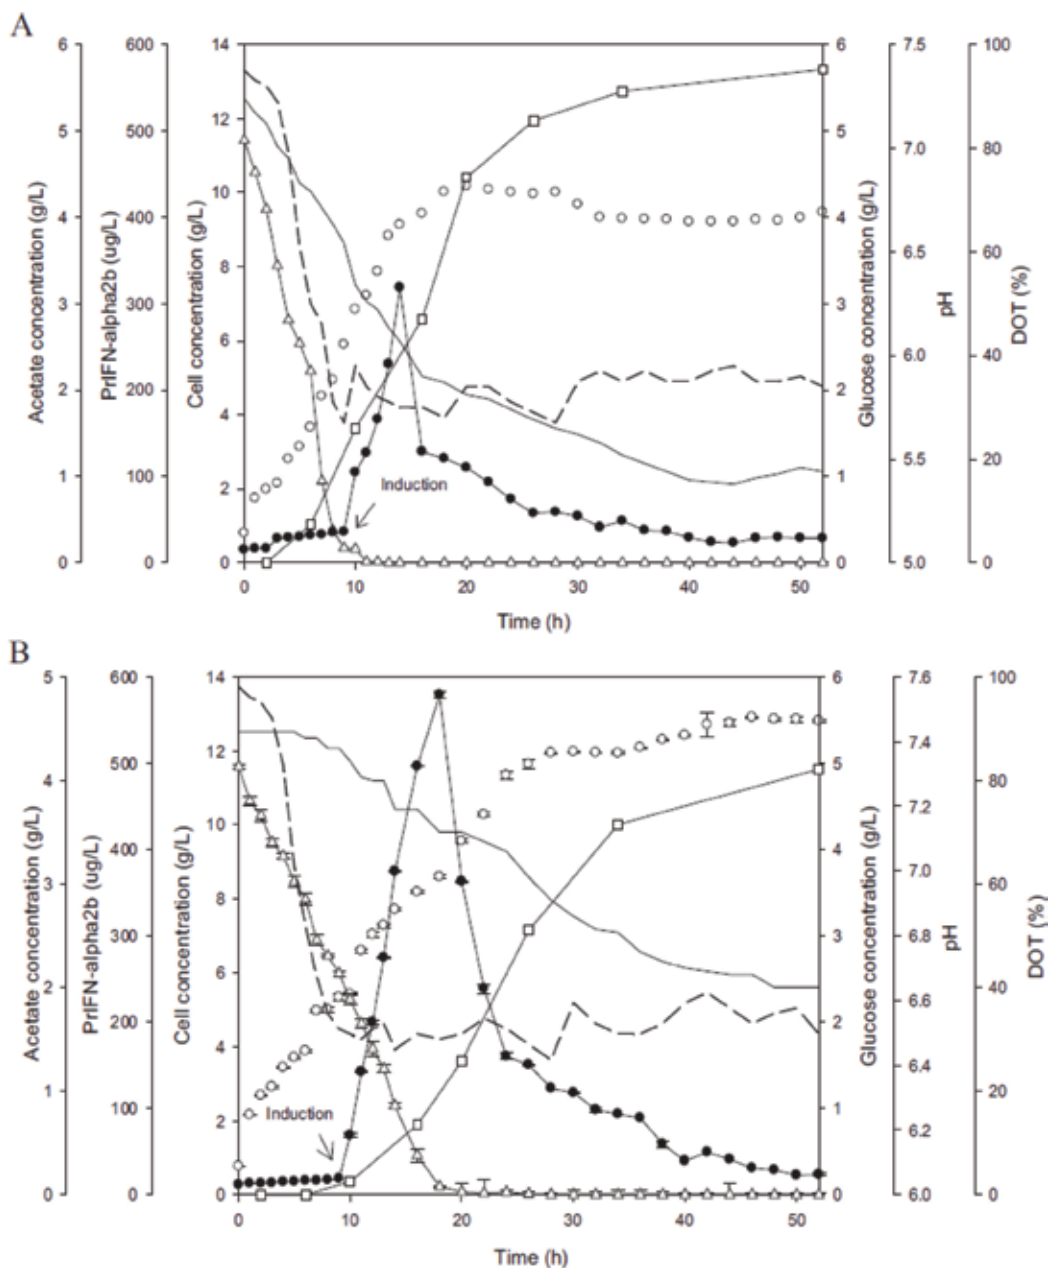 A
6 600 14 6 7.5 100
12
5 500 5 7.0 80
10
4 400 4 6.5 60
8
3 300 3
6 6.0 40
2 200 2
4
1 100 1 5.5 20
2
Induction
0 0 0 0 5.0 0
0 10 20 30 40 50
Time (h)
Acetate concentration (g/L)
PrIFN-alpha2b (ug/L)
Cell concentration (g/L)
Glucose concentration (g/L)
pH
DOT (%)
B
5 600 14 6 7.6 100
12 7.4
4 500 5 80
10 7.2
400 4
3 8 7.0 60
300 3
6 6.8
2 200 2 6.6 40
4
6.4
1 100 1 20
2 6.2
Induction
0 0 0 0 6.0 0
0 10 20 30 40 50
Time (h)
Acetate concentration (g/L)
PrIFN-alpha2b (ug/L)
Cell concentration (g/L)
Glucose concentration (g/L)
pH
DOT (%)